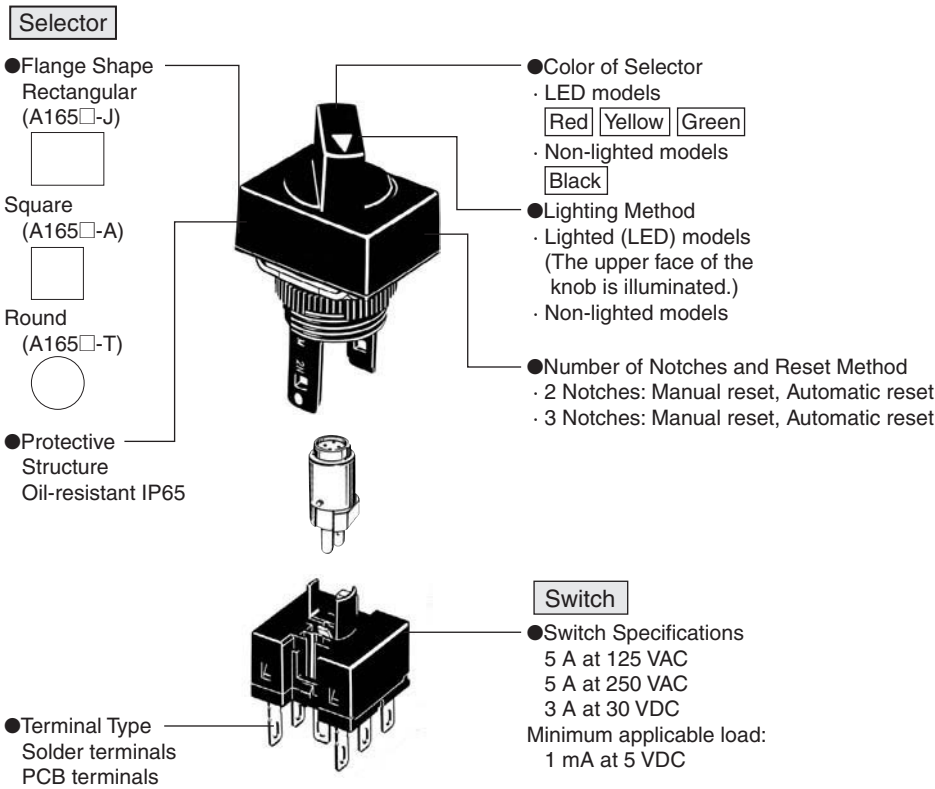 Selector
●Flange Shape
Rectangular
(A165□-J)
Square
(A165□-A)
Round
(A165□-T)
●Protective
Structure
Oil-resistant IP65
●Color of Selector
· LED models
Red Yellow Green
· Non-lighted models
Black
●Lighting Method
· Lighted (LED) models
(The upper face of the
knob is illuminated.)
· Non-lighted models
●Number of Notches and Reset Method
· 2 Notches: Manual reset, Automatic reset
· 3 Notches: Manual reset, Automatic reset
Switch
●Switch Specifications
5 A at 125 VAC
5 A at 250 VAC
3 A at 30 VDC
Minimum applicable load:
1 mA at 5 VDC
●Terminal Type
Solder terminals
PCB terminals